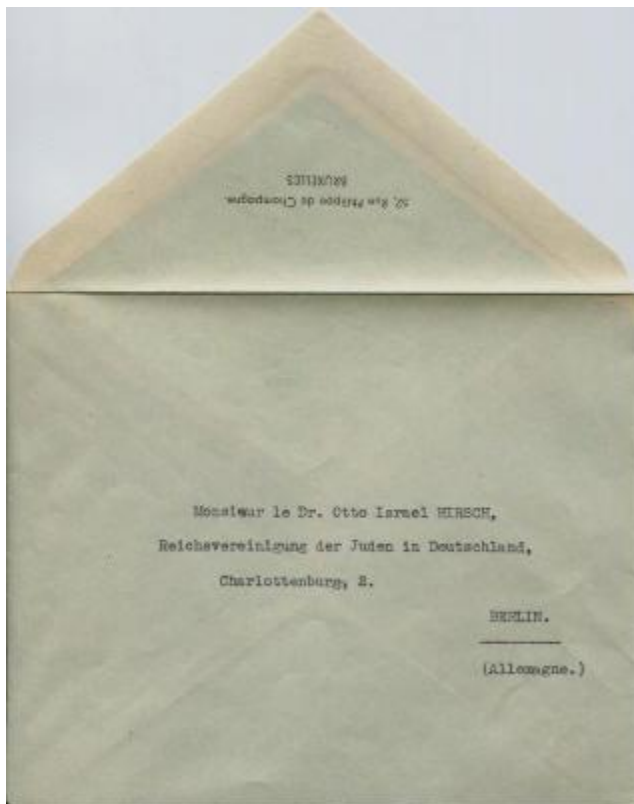 52, Rue Philippe de Champagne.
BRUXELLES
Monsieur le Dr. Otto Israel HIRSCH,
Reichsvereinigung der Juden in Deutschland,
Charlottenburg, 2.
BERLIN.
(Allemagne.)